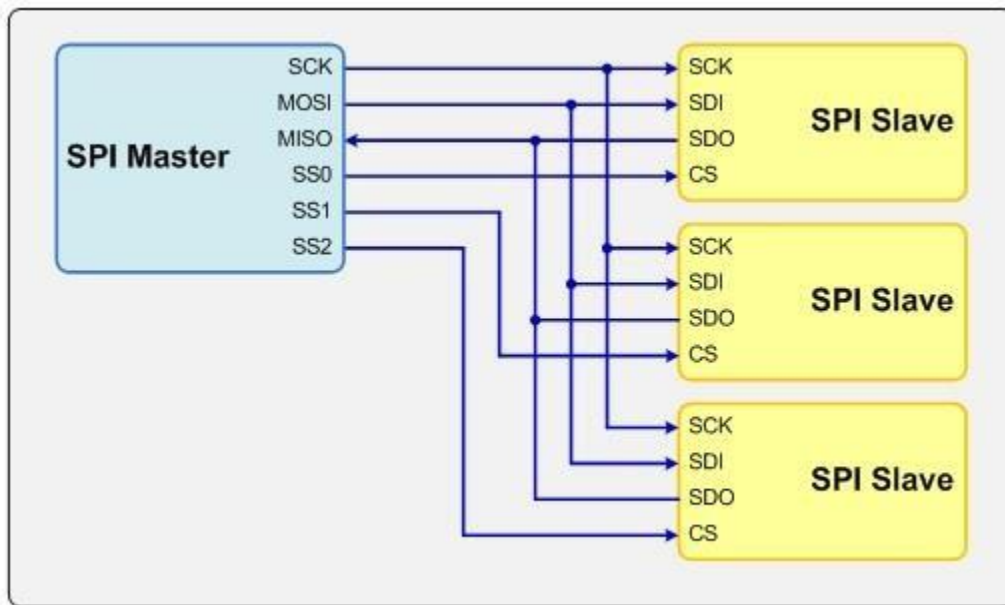 SPI Master
SCK
MOSI
MISO
SS0
SS1
SS2
SCK
SDI
SDO
CS
SPI Slave
SCK
SDI
SDO
CS
SPI Slave
SCK
SDI
SDO
CS
SPI Slave